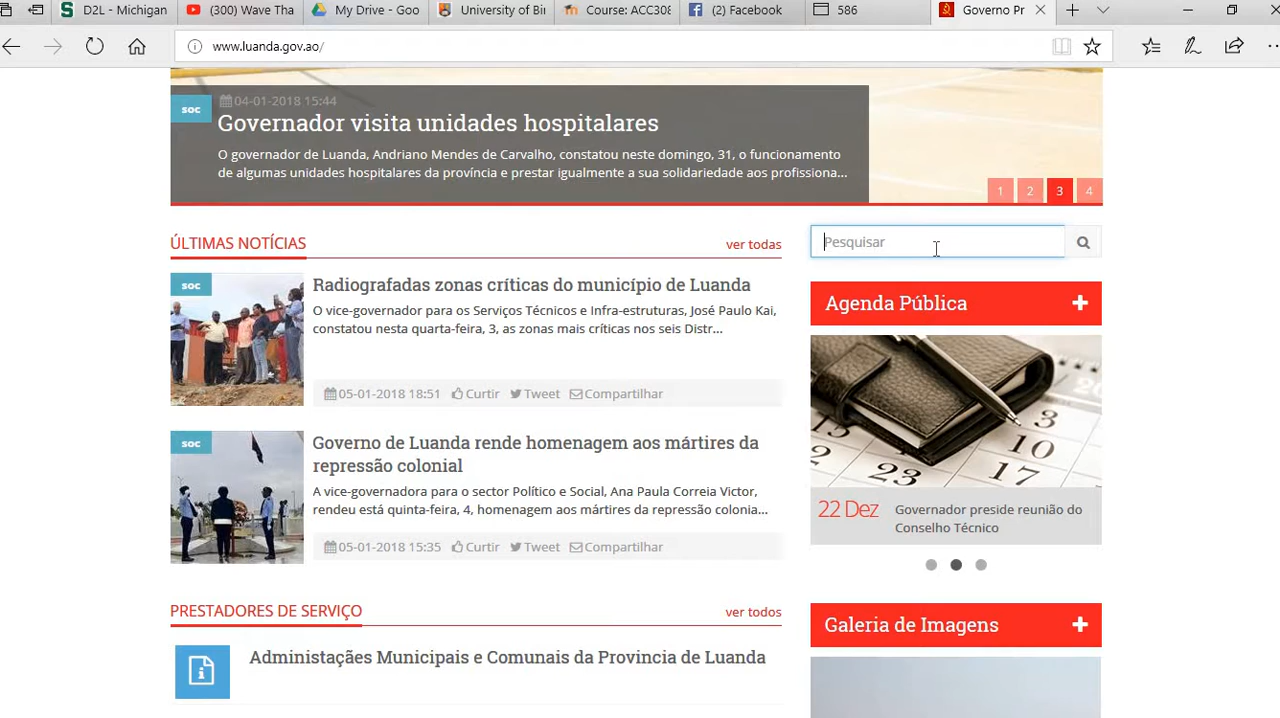 D2L - Michigan
(300) Wave Tha
My Drive - Goo
University of Bir
Course: ACC308
(2) Facebook
586
Governo Pr
www.luanda.gov.ao/
soc
04-01-2018 15:44
Governador visita unidades hospitalares
O governador de Luanda, Andriano Mendes de Carvalho, constatou neste domingo, 31, o funcionamento
de algumas unidades hospitalares da província e prestar igualmente a sua solidariedade aos profissiona...
1 2 3 4
ÚLTIMAS NOTÍCIAS
ver todas
Pesquisar
soc
Radiografadas zonas críticas do município de Luanda
O vice-governador para os Serviços Técnicos e Infra-estruturas, José Paulo Kai,
constatou nesta quarta-feira, 3, as zonas mais críticas nos seis Distr...
05-01-2018 18:51 Curtir Tweet Compartilhar
soc
Governo de Luanda rende homenagem aos mártires da
repressão colonial
A vice-governadora para o sector Político e Social, Ana Paula Correia Victor,
rendeu está quinta-feira, 4, homenagem aos mártires da repressão colonia...
05-01-2018 15:35 Curtir Tweet Compartilhar
PRESTADORES DE SERVIÇO
ver todos
Administaçães Municipais e Comunais da Provincia de Luanda
Agenda Pública
3
10
17
23
22 Dez
Governador preside reunião do
Conselho Técnico
Galeria de Imagens